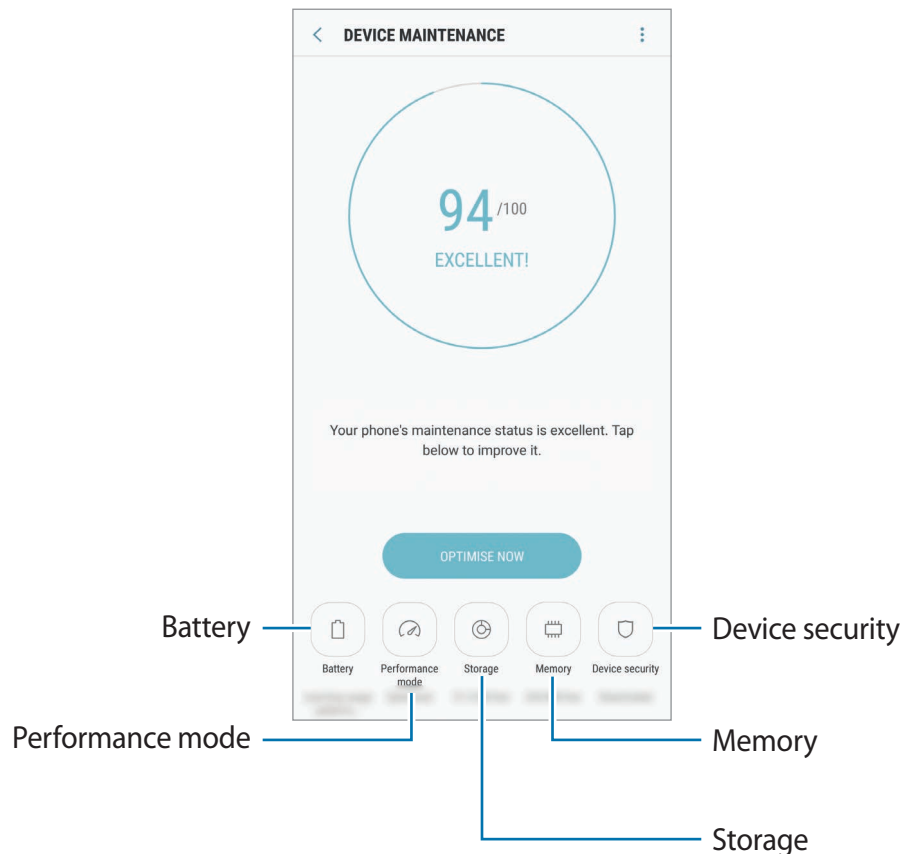 DEVICE MAINTENANCE
94 /100
EXCELLENT!
Your phone's maintenance status is excellent. Tap
below to improve it.
OPTIMISE NOW
Battery
Device security
Battery
Performance
mode
Storage
Memory
Device security
Performance mode
Memory
Storage